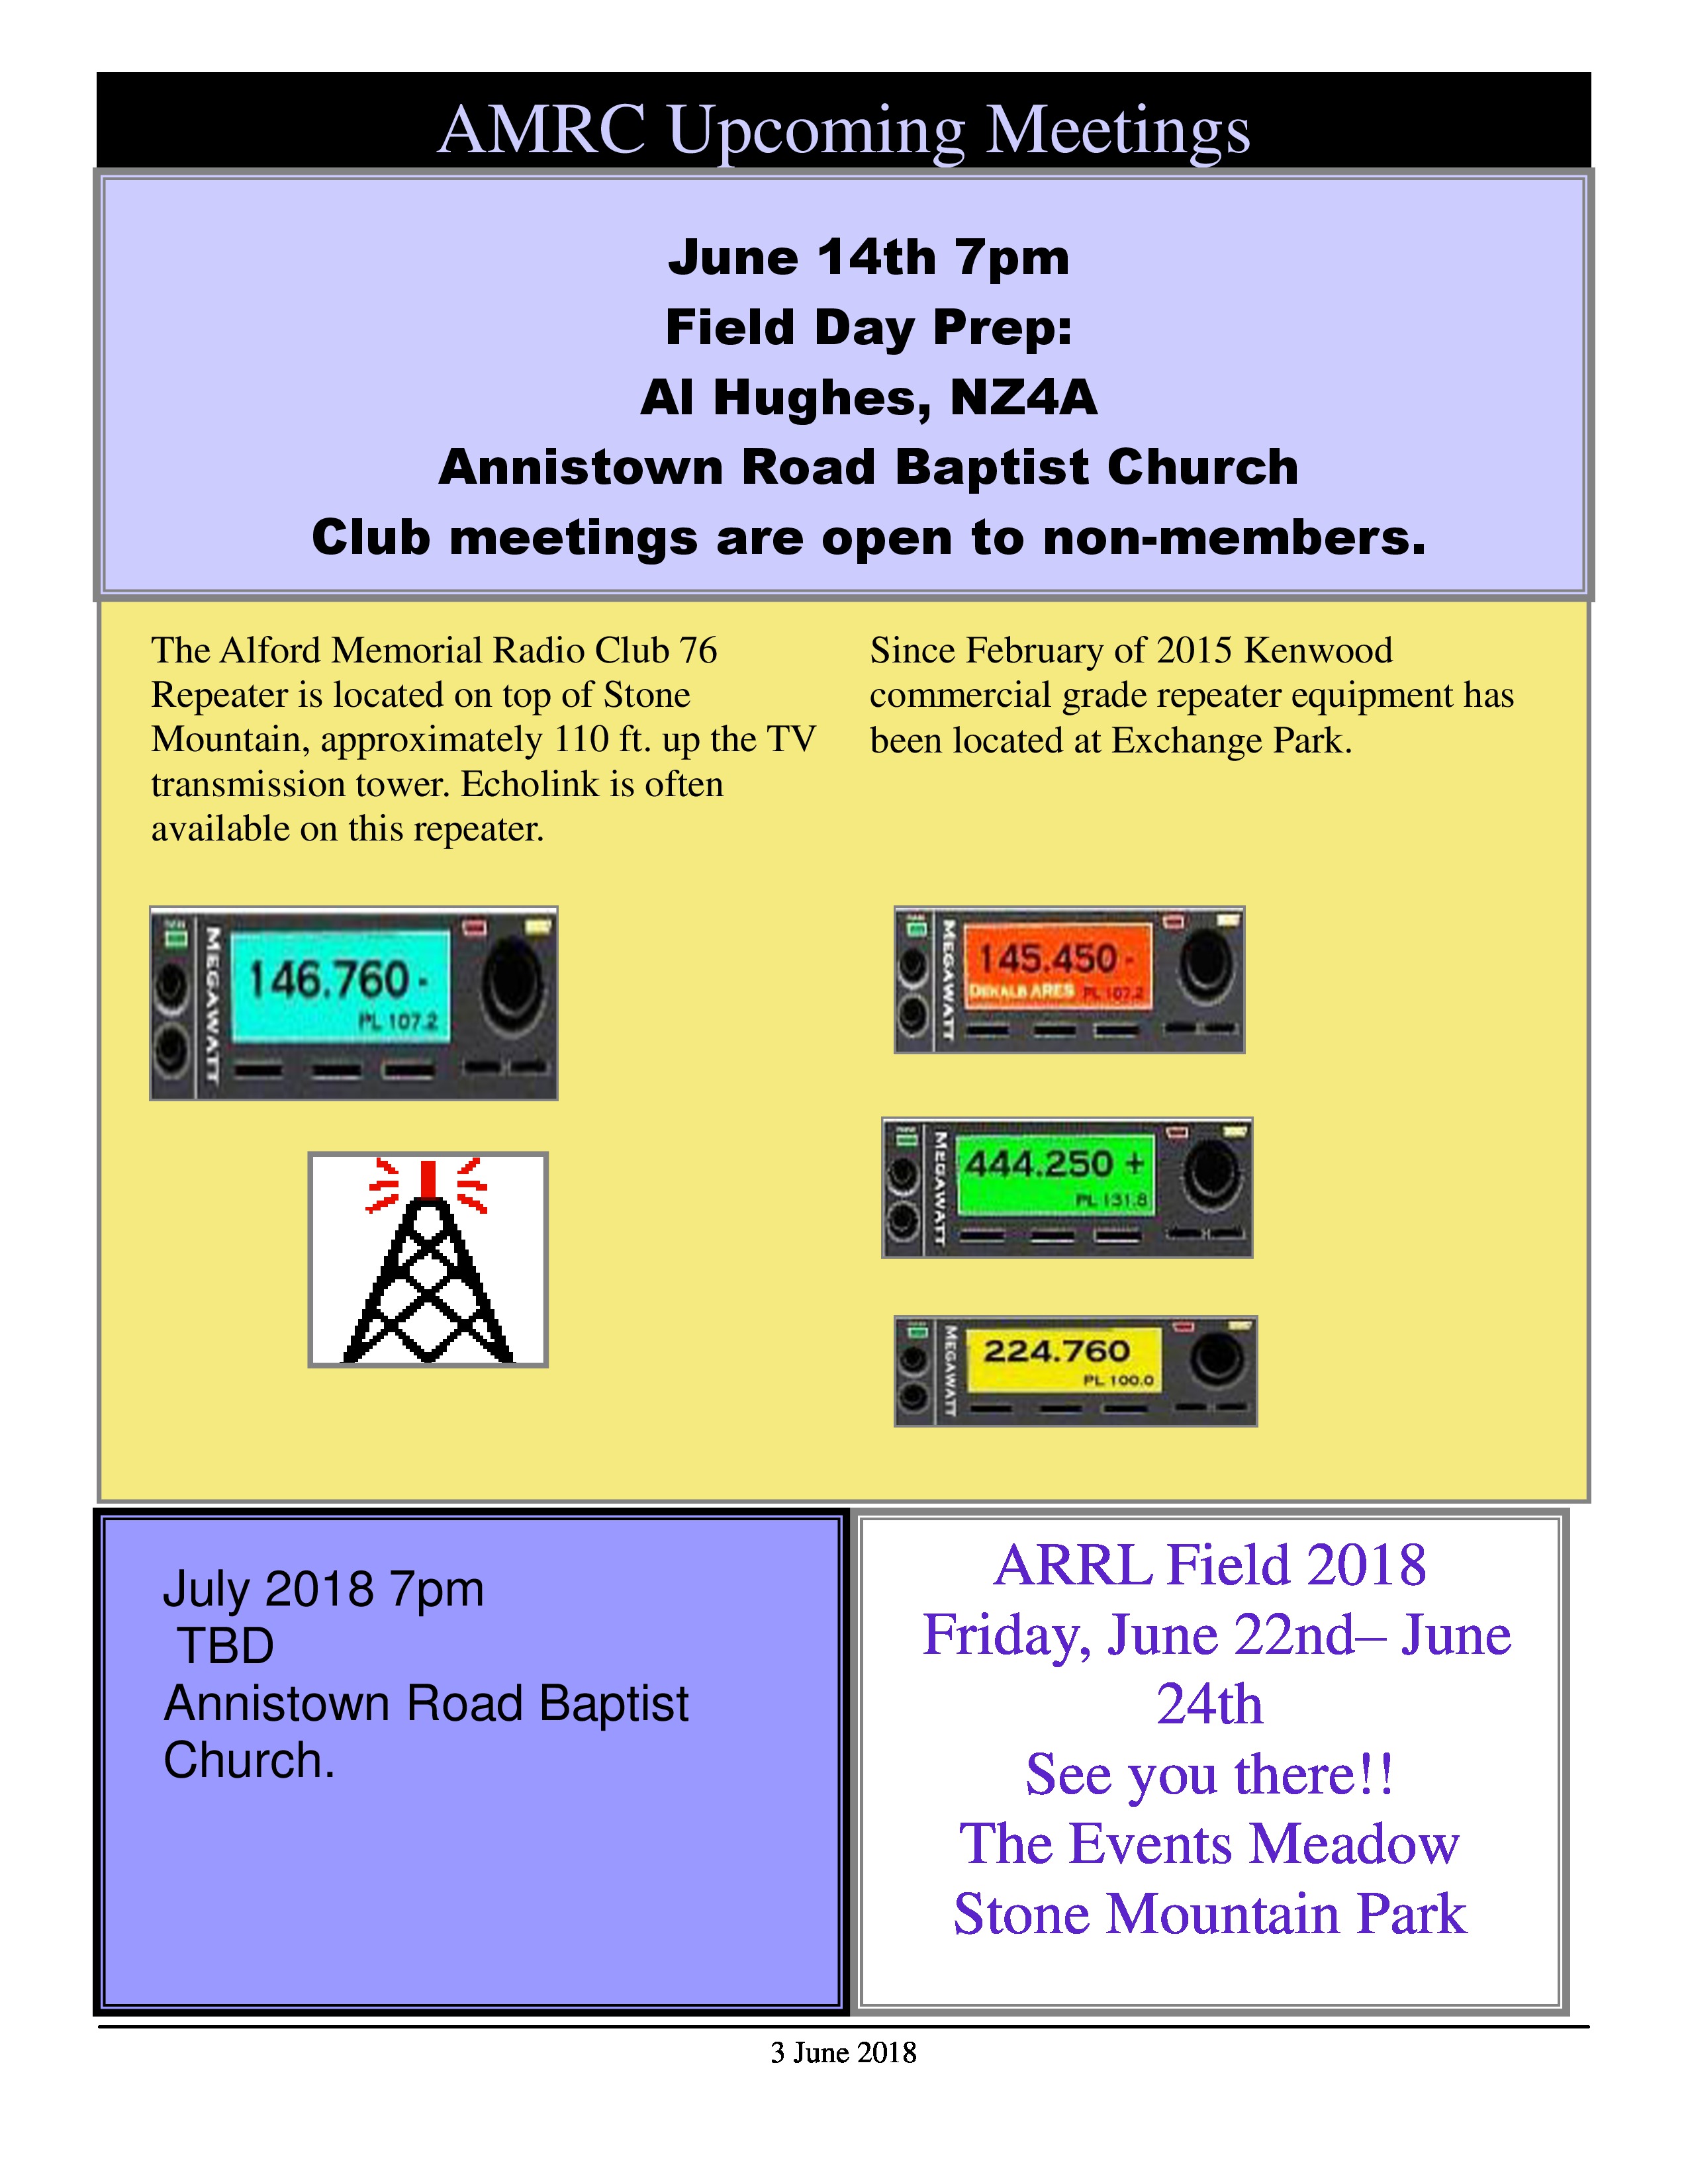 AMRC Upcoming Meetings
June 14th 7pm
Field Day Prep:
Al Hughes, NZ4A
Annistown Road Baptist Church
Club meetings are open to non-members.
The Alford Memorial Radio Club 76
Repeater is located on top of Stone
Mountain, approximately 110 ft. up the TV
transmission tower. Echolink is often
available on this repeater.
MEGAWATT
146.760 -
PL 107.2
Since February of 2015 Kenwood
commercial grade repeater equipment has
been located at Exchange Park.
MEGAWATT
145.450 -
DEKALB ARES PL 107.2
MEGAWATT
444.250 +
PL 131.8
MEGAWATT
224.760
PL 100.0
July 2018 7pm
TBD
Annistown Road Baptist
Church.
ARRL Field 2018
Friday, June 22nd– June
24th
See you there!!
The Events Meadow
Stone Mountain Park
3 June 2018